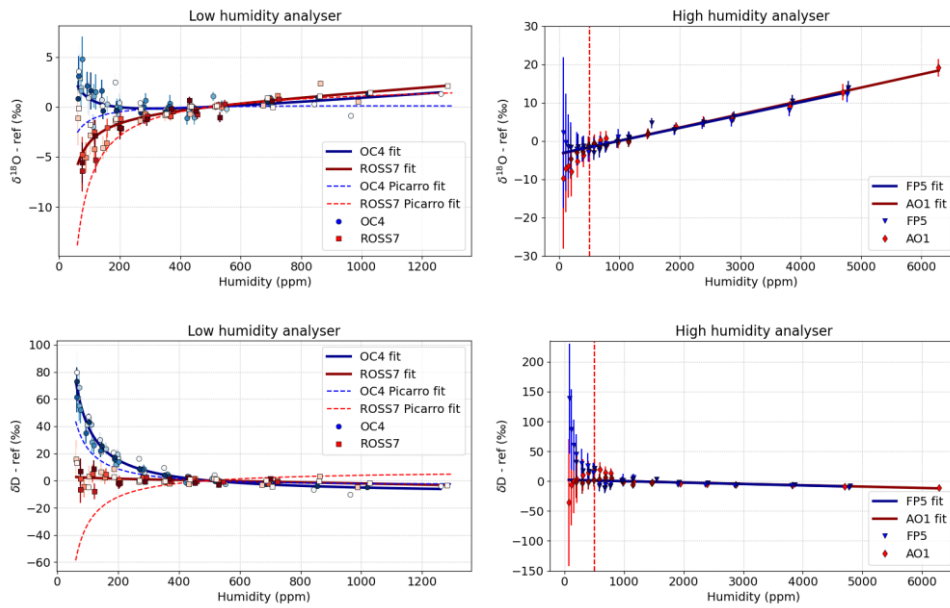 Low humidity analyser
δ¹⁸O - ref (‰)
5
0
−5
−10
OC4 fit
ROSS7 fit
OC4 Picarro fit
ROSS7 Picarro fit
OC4
ROSS7
0 200 400 600 800 1000 1200
Humidity (ppm)
High humidity analyser
δ¹⁸O - ref (‰)
30
20
10
0
−10
−20
−30
FP5 fit
AO1 fit
FP5
AO1
0 1000 2000 3000 4000 5000 6000
Humidity (ppm)
Low humidity analyser
δD - ref (‰)
100
80
60
40
20
0
−20
−40
−60
OC4 fit
ROSS7 fit
OC4 Picarro fit
ROSS7 Picarro fit
OC4
ROSS7
0 200 400 600 800 1000 1200
Humidity (ppm)
High humidity analyser
δD - ref (‰)
200
150
100
50
0
−50
−100
−150
FP5 fit
AO1 fit
FP5
AO1
0 1000 2000 3000 4000 5000 6000
Humidity (ppm)